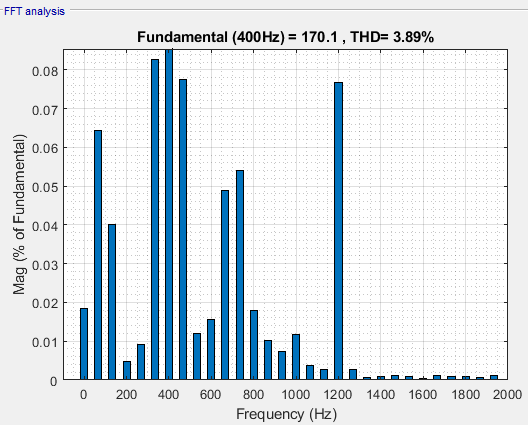 FFT analysis
Fundamental (400Hz) = 170.1 , THD= 3.89%
0.08
0.07
0.06
0.05
0.04
0.03
0.02
0.01
0
Mag (% of Fundamental)
0 200 400 600 800 1000 1200 1400 1600 1800 2000
Frequency (Hz)